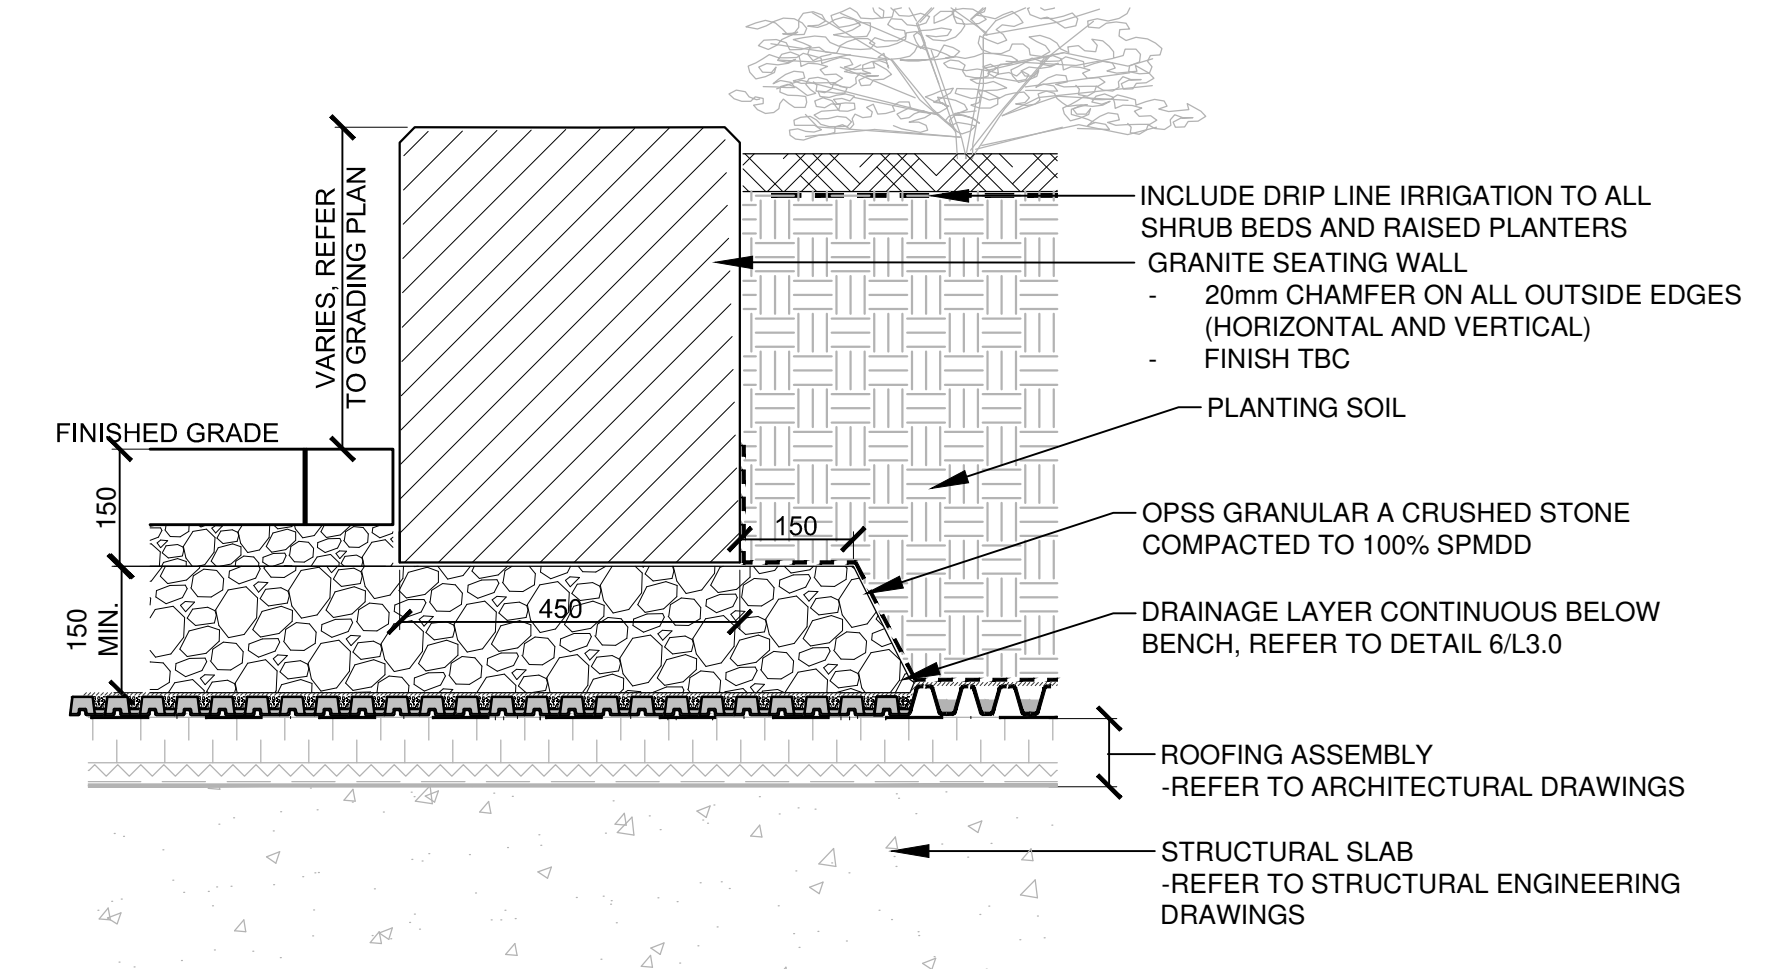 VARIES, REFER
TO GRADING PLAN
FINISHED GRADE
150
150
MIN.
450
150
INCLUDE DRIP LINE IRRIGATION TO ALL
SHRUB BEDS AND RAISED PLANTERS
GRANITE SEATING WALL
- 20mm CHAMFER ON ALL OUTSIDE EDGES
(HORIZONTAL AND VERTICAL)
- FINISH TBC
PLANTING SOIL
OPSS GRANULAR A CRUSHED STONE
COMPACTED TO 100% SPMDD
DRAINAGE LAYER CONTINUOUS BELOW
BENCH, REFER TO DETAIL 6/L3.0
ROOFING ASSEMBLY
-REFER TO ARCHITECTURAL DRAWINGS
STRUCTURAL SLAB
-REFER TO STRUCTURAL ENGINEERING
DRAWINGS